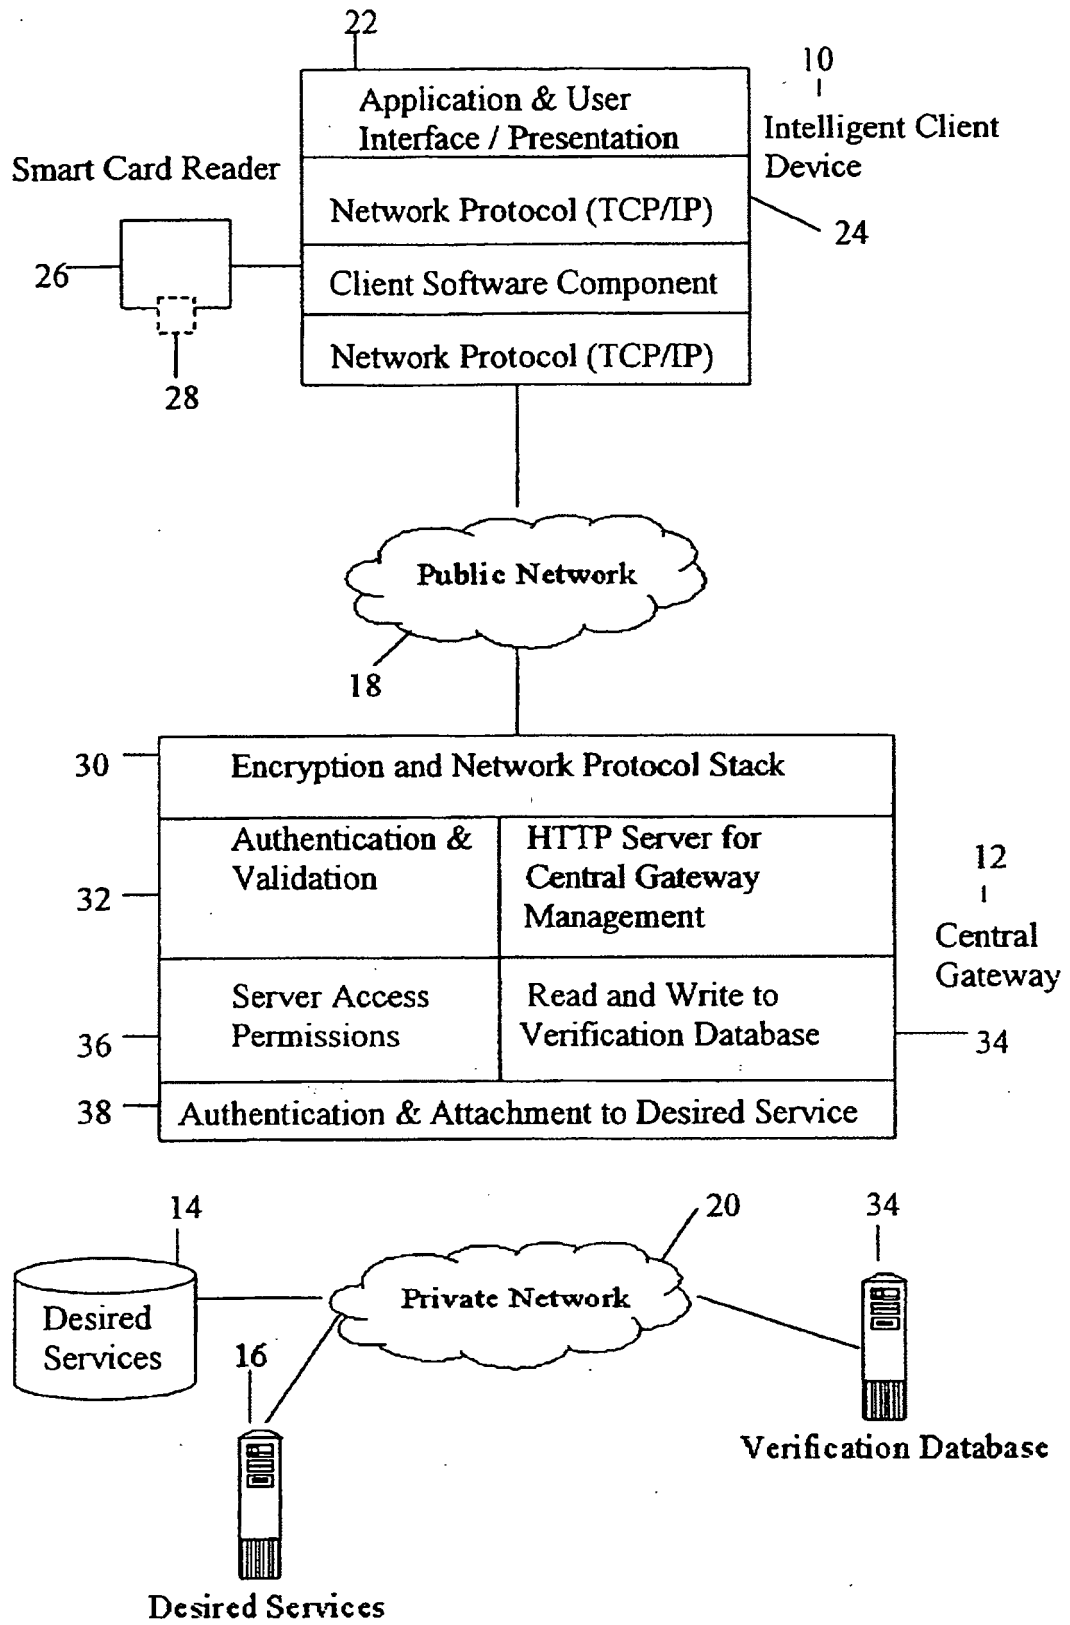 22
Application & User
Interface / Presentation
10
Intelligent Client
Device
Smart Card Reader
Network Protocol (TCP/IP)
24
26
Client Software Component
Network Protocol (TCP/IP)
28
Public Network
18
30
Encryption and Network Protocol Stack
Authentication &
Validation
32
HTTP Server for
Central Gateway
Management
12
Central
Gateway
Server Access
Permissions
36
Read and Write to
Verification Database
34
38
Authentication & Attachment to Desired Service
14
20
34
Desired
Services
Private Network
16
Verification Database
Desired Services